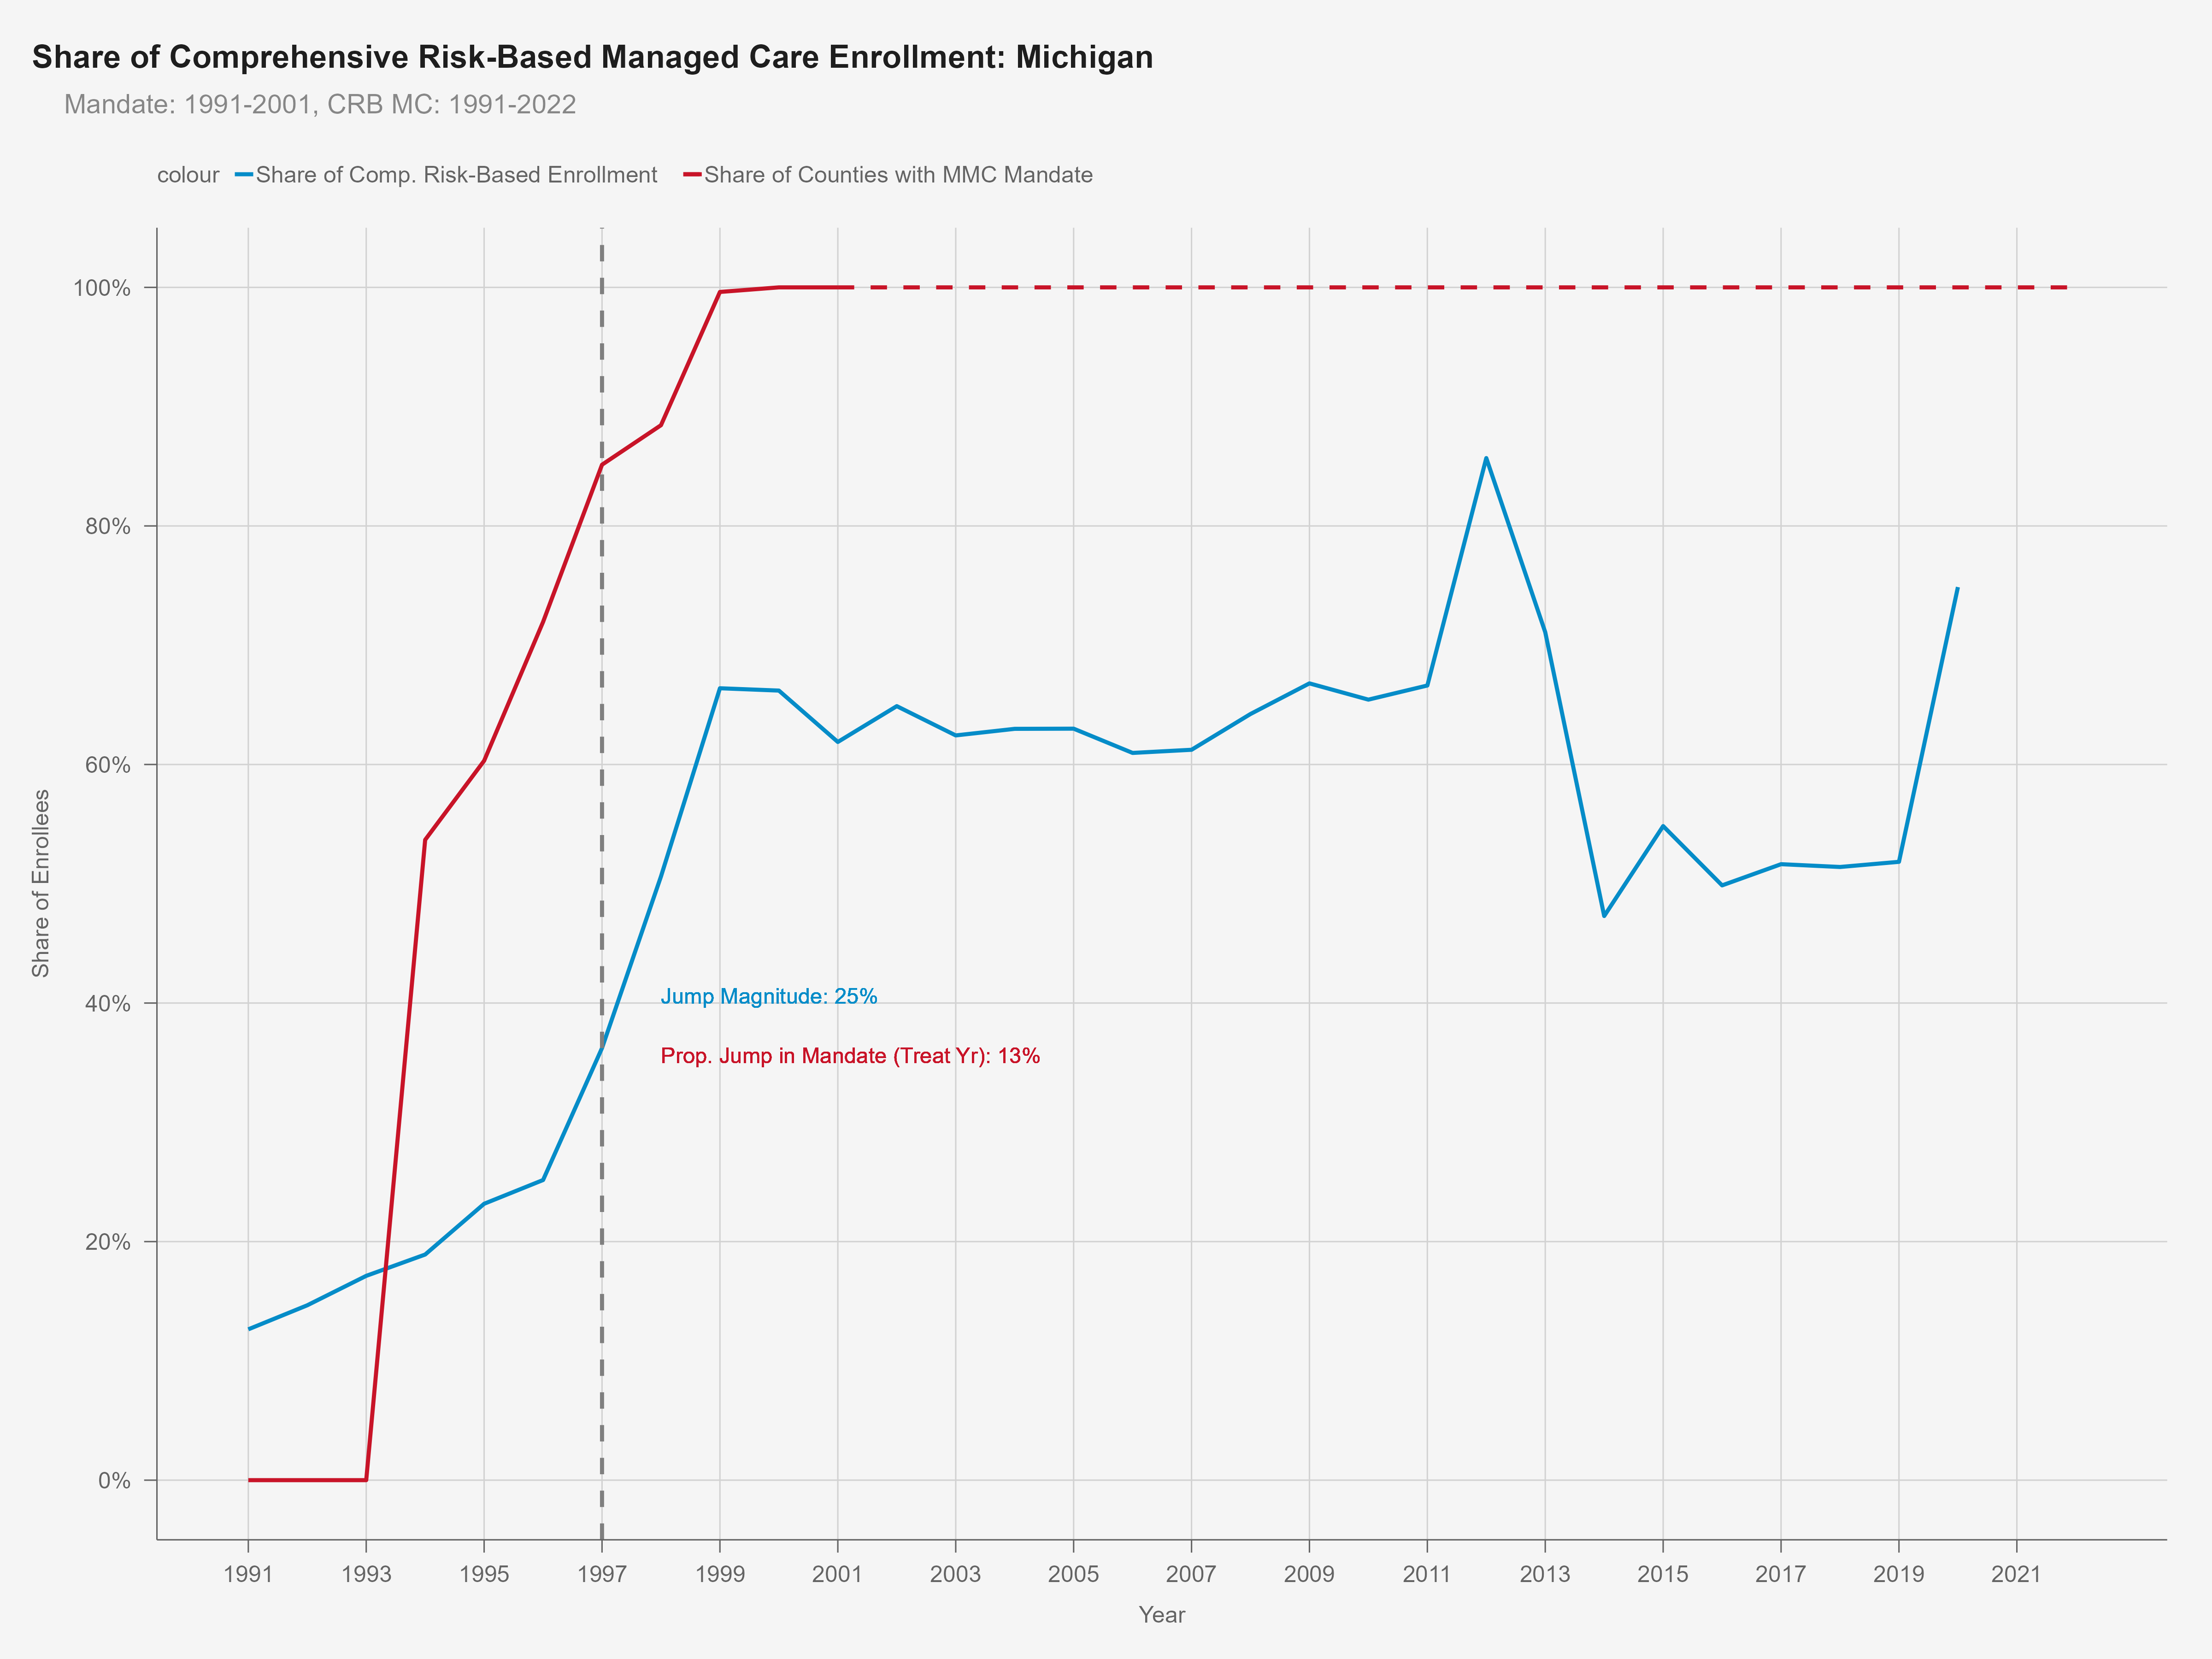 Share of Comprehensive Risk-Based Managed Care Enrollment: Michigan
Mandate: 1991-2001, CRB MC: 1991-2022
colour Share of Comp. Risk-Based Enrollment Share of Counties with MMC Mandate
100%
80%
60%
40%
20%
0%
Share of Enrollees
Jump Magnitude: 25%
Prop. Jump in Mandate (Treat Yr): 13%
1991 1993 1995 1997 1999 2001 2003 2005 2007 2009 2011 2013 2015 2017 2019 2021
Year